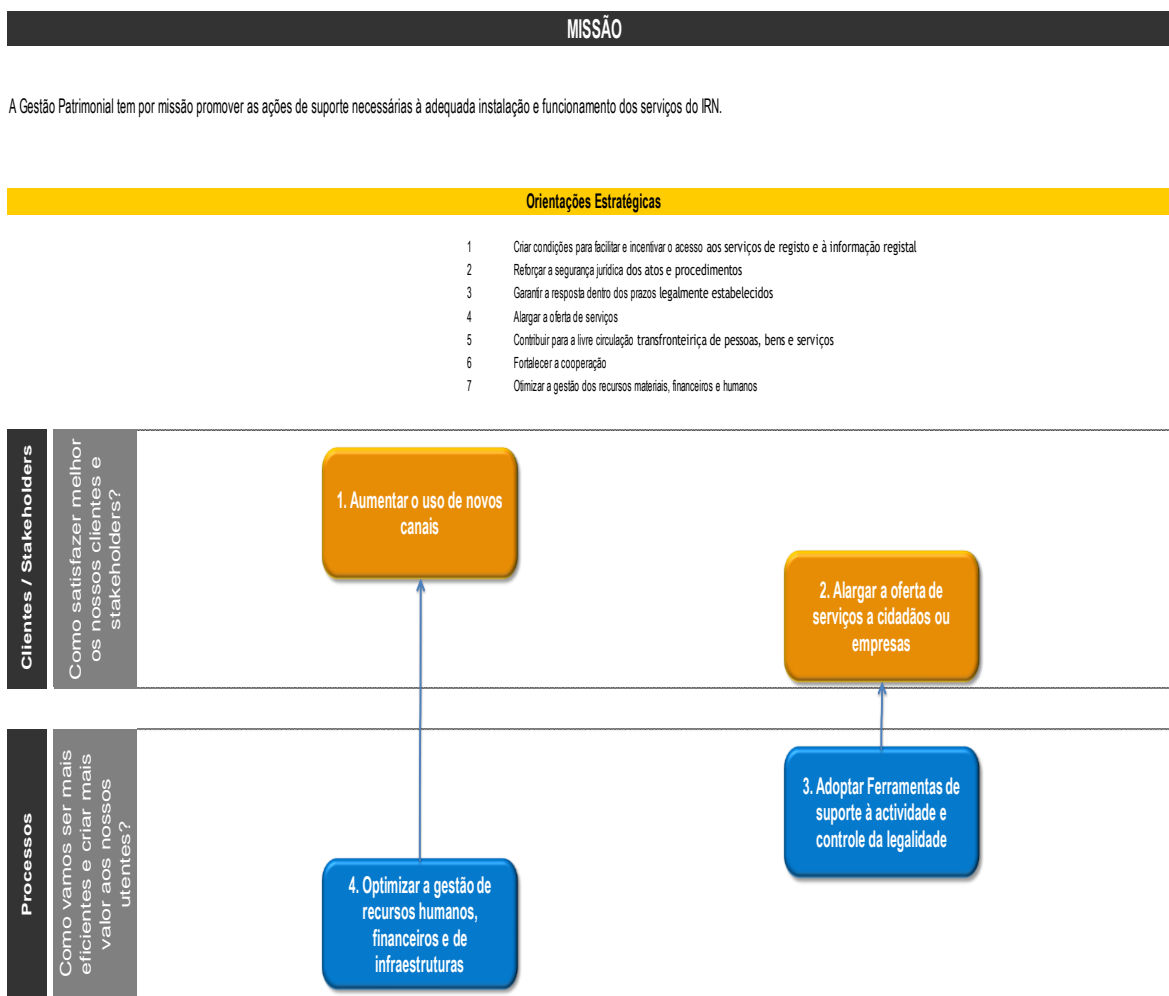 MISSÃO
A Gestão Patrimonial tem por missão promover as ações de suporte necessárias à adequada instalação e funcionamento dos serviços do IRN.
Orientações Estratégicas
1 Criar condições para facilitar e incentivar o acesso aos serviços de registo e à informação registal
2 Reforçar a segurança jurídica dos atos e procedimentos
3 Garantir a resposta dentro dos prazos legalmente estabelecidos
4 Alargar a oferta de serviços
5 Contribuir para a livre circulação transfronteiriça de pessoas, bens e serviços
6 Fortalecer a cooperação
7 Otimizar a gestão dos recursos materiais, financeiros e humanos
Clientes / Stakeholders
Como satisfazer melhor
os nossos clientes e
stakeholders?
1. Aumentar o uso de novos
canais
2. Alargar a oferta de
serviços a cidadãos ou
empresas
Processos
Como vamos ser mais
eficientes e criar mais
valor aos nossos
utentes?
3. Adoptar Ferramentas de
suporte à actividade e
controle da legalidade
4. Optimizar a gestão de
recursos humanos,
financeiros e de
infraestruturas